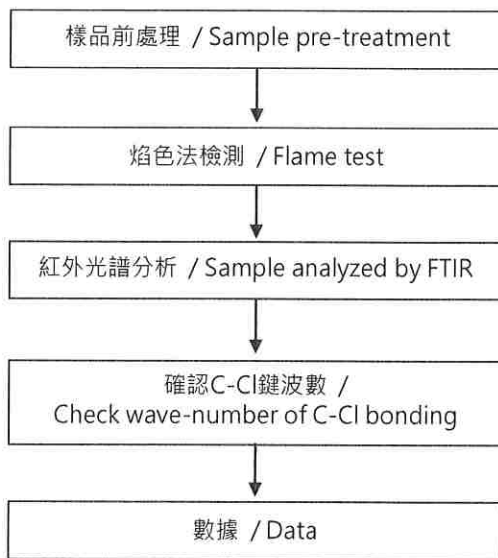 樣品前處理 / Sample pre-treatment
焰色法檢測 / Flame test
紅外光譜分析 / Sample analyzed by FTIR
確認C-Cl鍵波數 /
Check wave-number of C-Cl bonding
數據 / Data